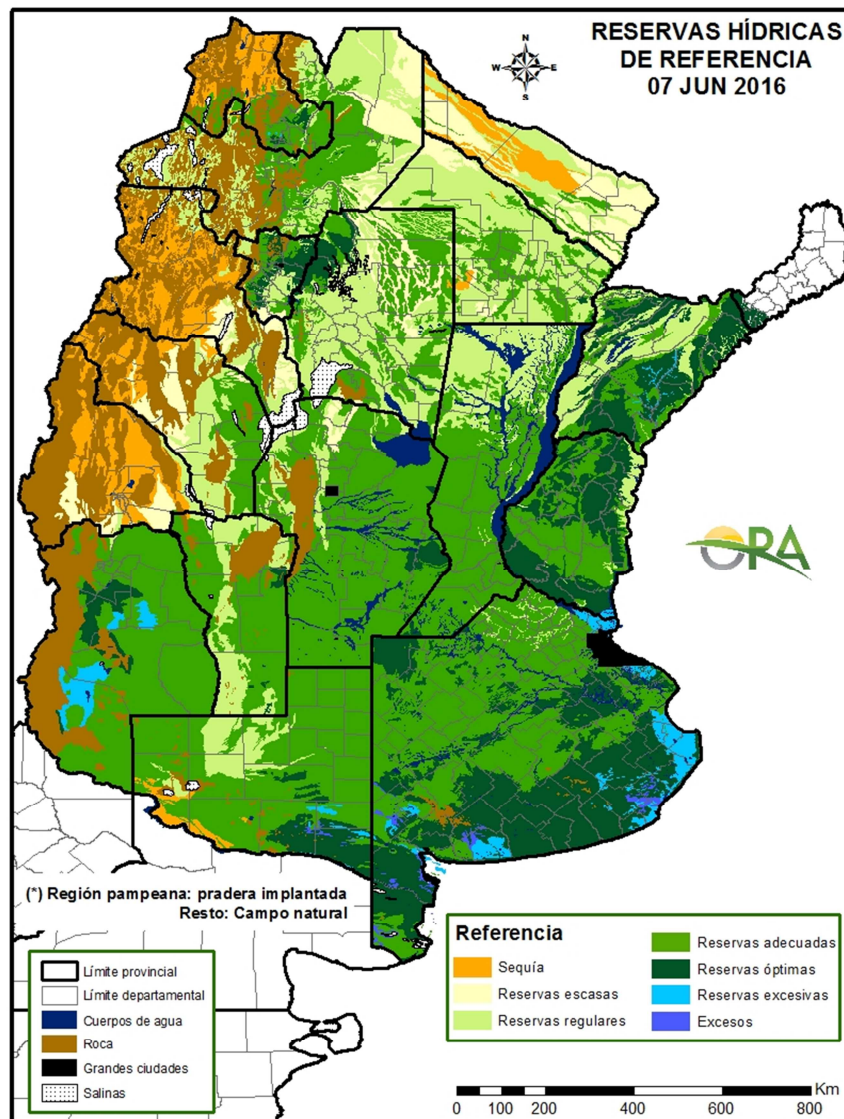 RESERVAS HÍDRICAS
DE REFERENCIA
07 JUN 2016
N
W
E
S
ORA
(*) Región pampeana: pradera implantada
Resto: Campo natural
Límite provincial
Límite departamental
Cuerpos de agua
Roca
Grandes ciudades
Salinas
Referencia
Sequía
Reservas escasas
Reservas regulares
Reservas adecuadas
Reservas óptimas
Reservas excesivas
Excesos
Km
0 100 200 400 600 800